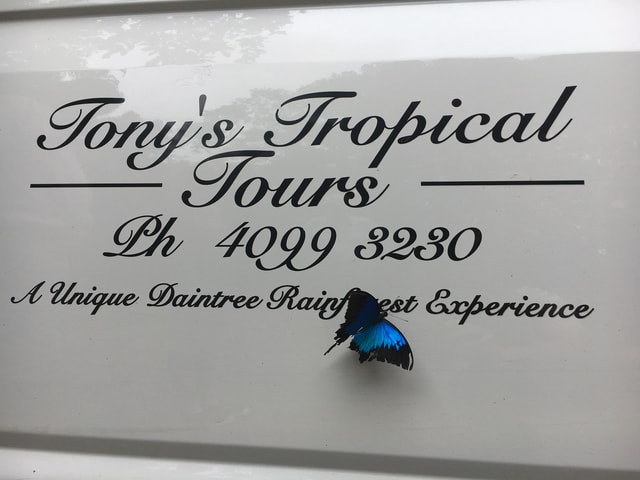 Tony's Tropical
Tours
Ph 4099 3230
A Unique Daintree Rainforest Experience